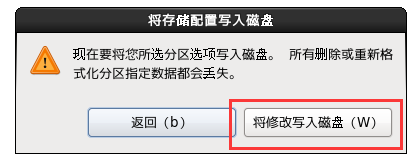 将存储配置写入磁盘
现在要将您所选分区选项写入磁盘。 所有删除或重新格
式化分区指定数据都会丢失。
返回（b） 将修改写入磁盘（W）